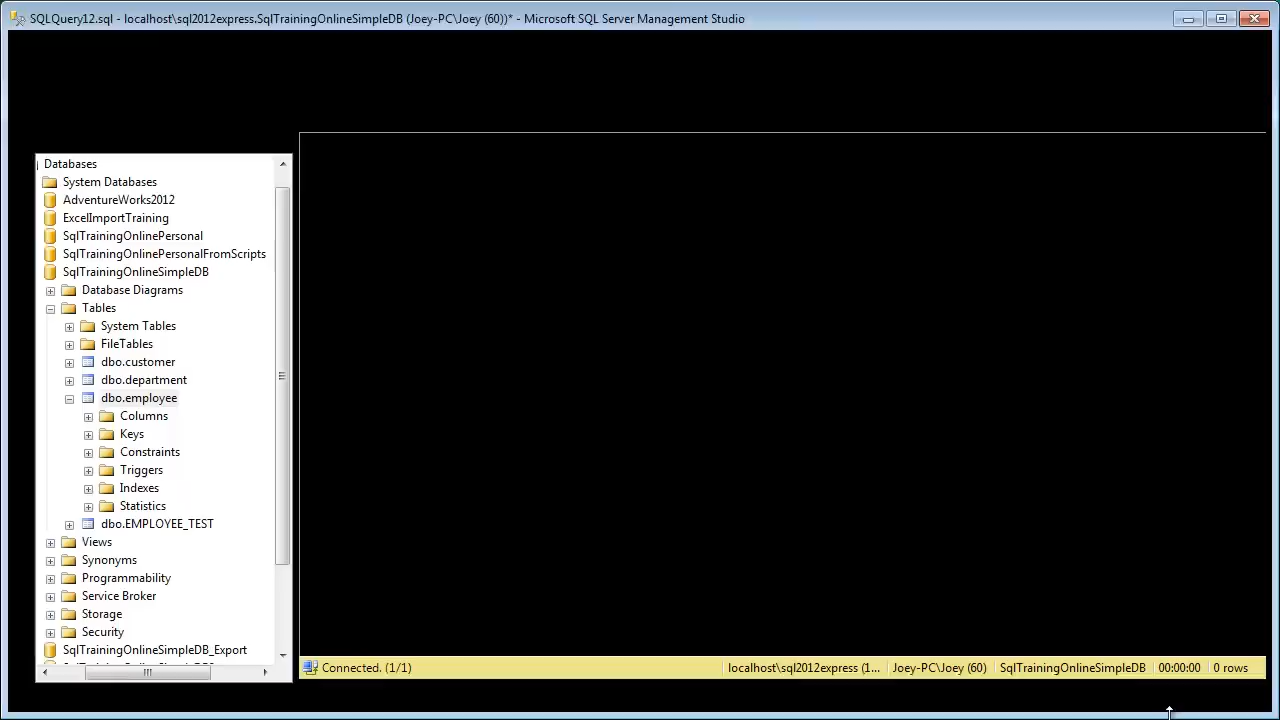 SQLQuery12.sql - localhost\sql2012express.SqlTrainingOnlineSimpleDB (Joey-PC\Joey (60))* - Microsoft SQL Server Management Studio
Databases
System Databases
AdventureWorks2012
ExcelImportTraining
SqlTrainingOnlinePersonal
SqlTrainingOnlinePersonalFromScripts
SqlTrainingOnlineSimpleDB
Database Diagrams
Tables
System Tables
FileTables
dbo.customer
dbo.department
dbo.employee
Columns
Keys
Constraints
Triggers
Indexes
Statistics
dbo.EMPLOYEE_TEST
Views
Synonyms
Programmability
Service Broker
Storage
Security
SqlTrainingOnlineSimpleDB_Export
Connected. (1/1) localhost\sql2012express (1... Joey-PC\Joey (60) SqlTrainingOnlineSimpleDB 00:00:00 0 rows